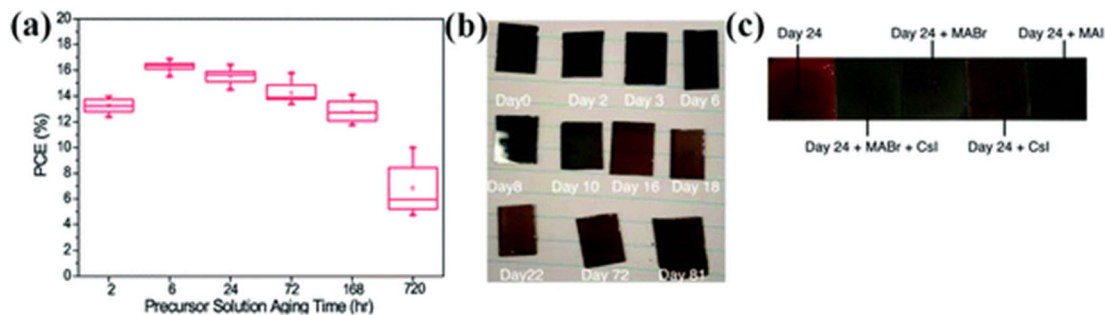 (a)
20
18
16
14
12
10
8
6
4
2
0
PCE (%)
2 6 24 72 168 720
Precursor Solution Aging Time (hr)
(b)
Day0 Day 2 Day 3 Day 6
Day8 Day 10 Day 16 Day 18
Day22 Day 72 Day 81
(c)
Day 24 Day 24 + MABr Day 24 + MAI
Day 24 + MABr + CsI Day 24 + CsI